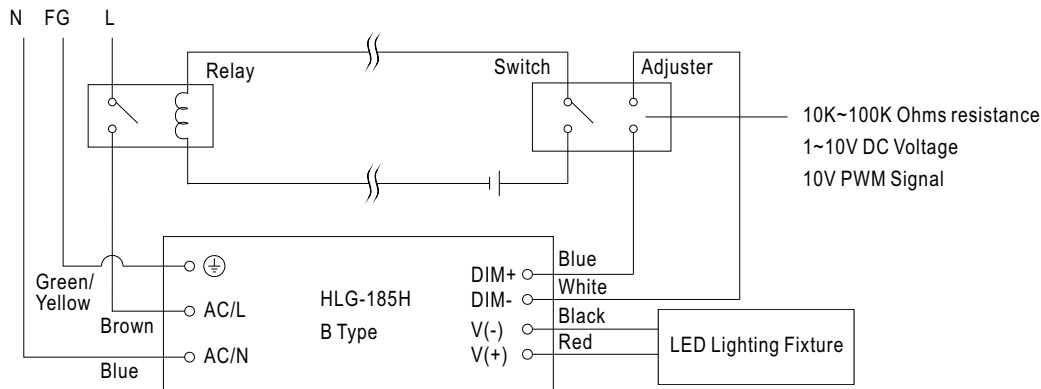 N FG L
Relay
Switch
Adjuster
10K~100K Ohms resistance
1~10V DC Voltage
10V PWM Signal
Green/
Yellow
Brown
Blue
AC/L
AC/N
HLG-185H
B Type
DIM+
DIM-
V(-)
V(+)
Blue
White
Black
Red
LED Lighting Fixture